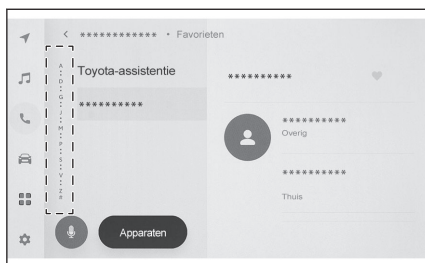 ************ • Favorieten
Toyota-assistentie
**********
A
•
D
•
G
•
J
•
M
•
P
•
S
•
V
•
Z
#
**********
**********
Overig
**********
Thuis
Apparaten